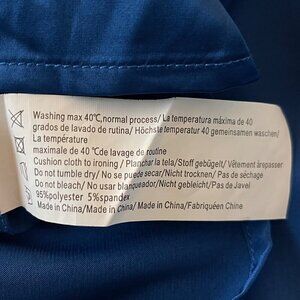 Washing max 40℃,normal process/ La temperatura máxima de 40
grados de lavado de rutina/ Höchste temperatur 40 gemeinsamen waschen/
La température
maximale de 40 ℃de lavage de routine
Cushion cloth to ironing / Planchar la tela/Stoff gebügelt/ Vêtement àrepasser
Do not tumble dry/ No se puede secar/Nicht trocknen/ Pas de séchage
Do not bleach/ No usar blanqueador/Nicht gebleicht/ Pas de Javel
95%polyester 5%spandex
Made in China/ Made in China/Fabriquéen Chine